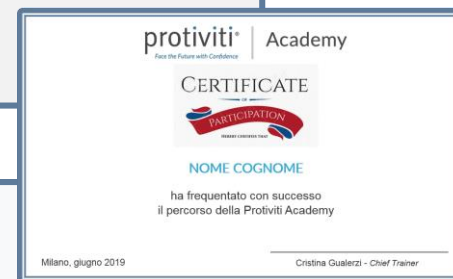 protiviti® | Academy
Face the Future with Confidence
CERTIFICATE
OF
PARTICIPATION
HEREBY CERTIFIES THAT
NOME COGNOME
ha frequentato con successo
il percorso della Protiviti Academy
Milano, giugno 2019
Cristina Gualerzi - Chief Trainer